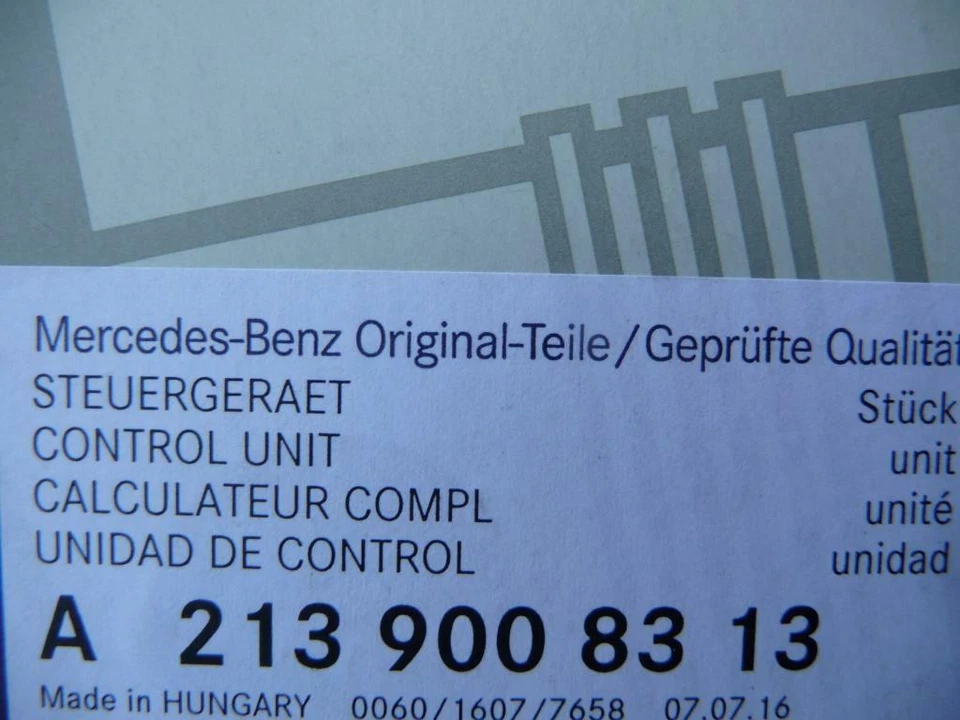 Mercedes-Benz Original-Teile/Geprüfte Qualität
STEUERGERAET Stück
CONTROL UNIT unit
CALCULATEUR COMPL unité
UNIDAD DE CONTROL unidad
A 213 900 83 13
Made in HUNGARY 0060/1607/7658 07.07.16